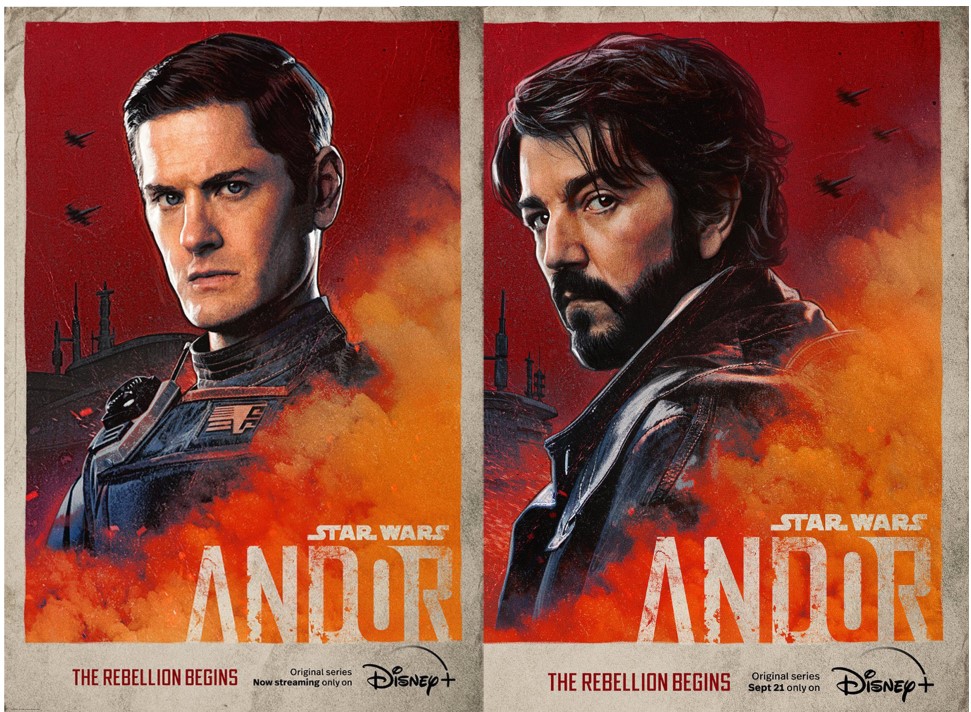 STAR WARS
ANDOR
THE REBELLION BEGINS
Original series
Now streaming only on
Disney+
STAR WARS
ANDOR
THE REBELLION BEGINS
Original series
Sept 21 only on
Disney+